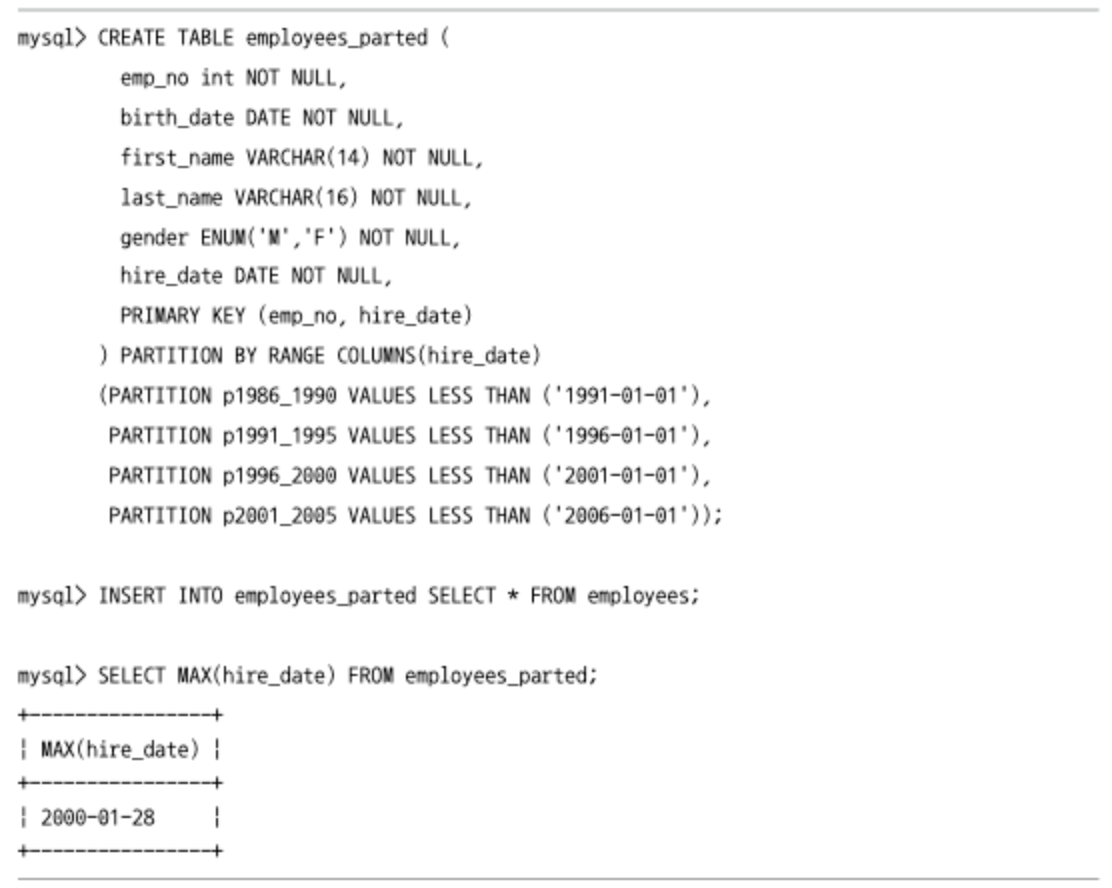 mysql> CREATE TABLE employees_parted (
emp_no int NOT NULL,
birth_date DATE NOT NULL,
first_name VARCHAR(14) NOT NULL,
last_name VARCHAR(16) NOT NULL,
gender ENUM('M','F') NOT NULL,
hire_date DATE NOT NULL,
PRIMARY KEY (emp_no, hire_date)
) PARTITION BY RANGE COLUMNS(hire_date)
(PARTITION p1986_1990 VALUES LESS THAN ('1991-01-01'),
PARTITION p1991_1995 VALUES LESS THAN ('1996-01-01'),
PARTITION p1996_2000 VALUES LESS THAN ('2001-01-01'),
PARTITION p2001_2005 VALUES LESS THAN ('2006-01-01'));
mysql> INSERT INTO employees_parted SELECT * FROM employees;
mysql> SELECT MAX(hire_date) FROM employees_parted;
+----------------+
| MAX(hire_date) |
+----------------+
| 2000-01-28     |
+----------------+